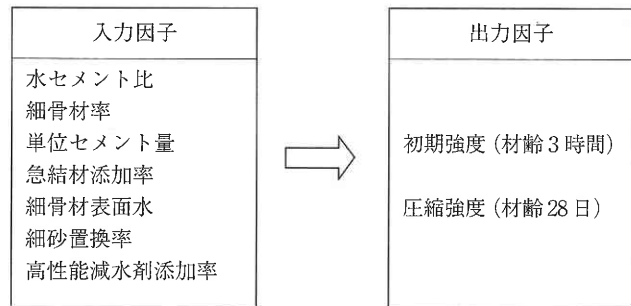 入力因子
水セメント比
細骨材率
単位セメント量
急結材添加率
細骨材表面水
細砂置換率
高性能減水剤添加率
出力因子
初期強度(材齢3時間)
圧縮強度(材齢28日)